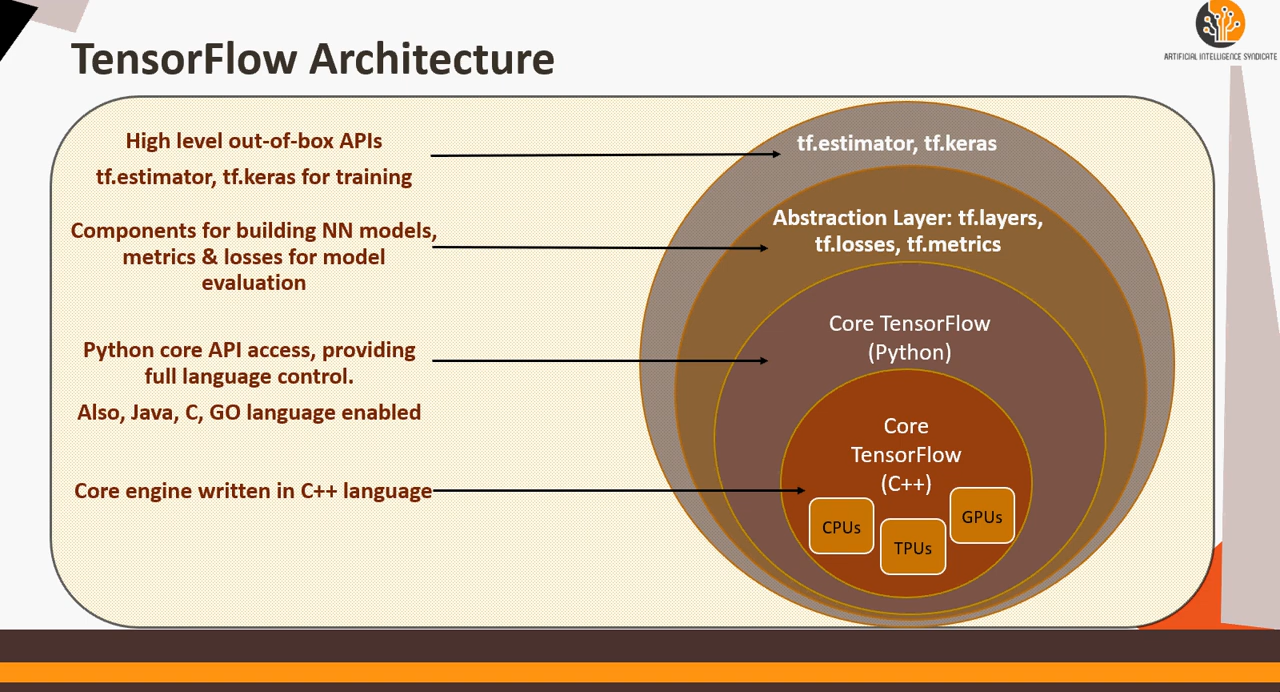 TensorFlow Architecture
ARTIFICIAL INTELLIGENCE SYNDICATE
High level out-of-box APIs
tf.estimator, tf.keras for training
Components for building NN models,
metrics & losses for model
evaluation
Python core API access, providing
full language control.
Also, Java, C, GO language enabled
Core engine written in C++ language
tf.estimator, tf.keras
Abstraction Layer: tf.layers,
tf.losses, tf.metrics
Core TensorFlow
(Python)
Core
TensorFlow
(C++)
CPUs
TPUs
GPUs